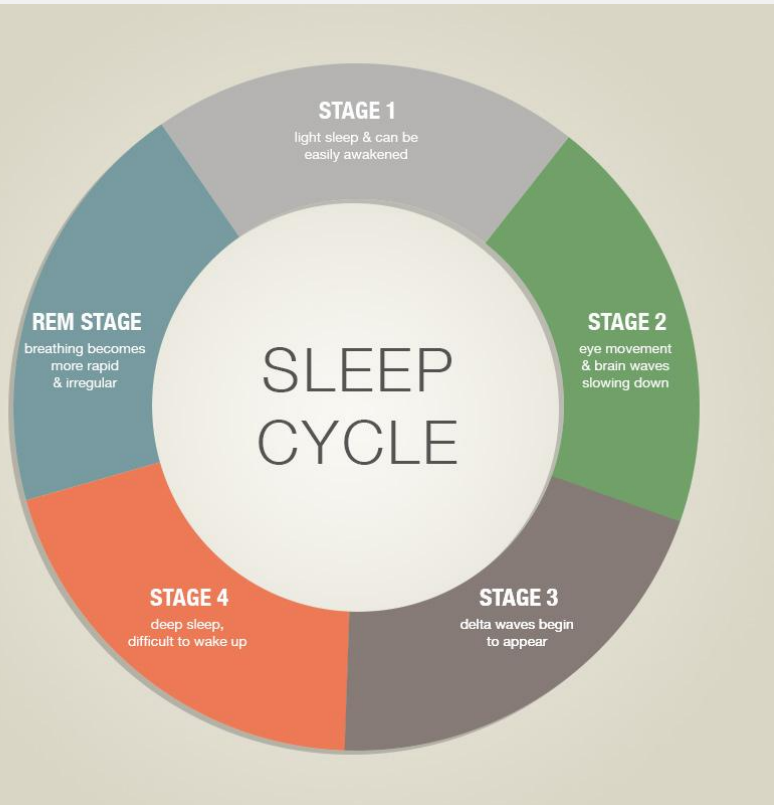 STAGE 1
light sleep & can be
easily awakened
STAGE 2
eye movement
& brain waves
slowing down
STAGE 3
delta waves begin
to appear
STAGE 4
deep sleep,
difficult to wake up
REM STAGE
breathing becomes
more rapid
& irregular
SLEEP
CYCLE